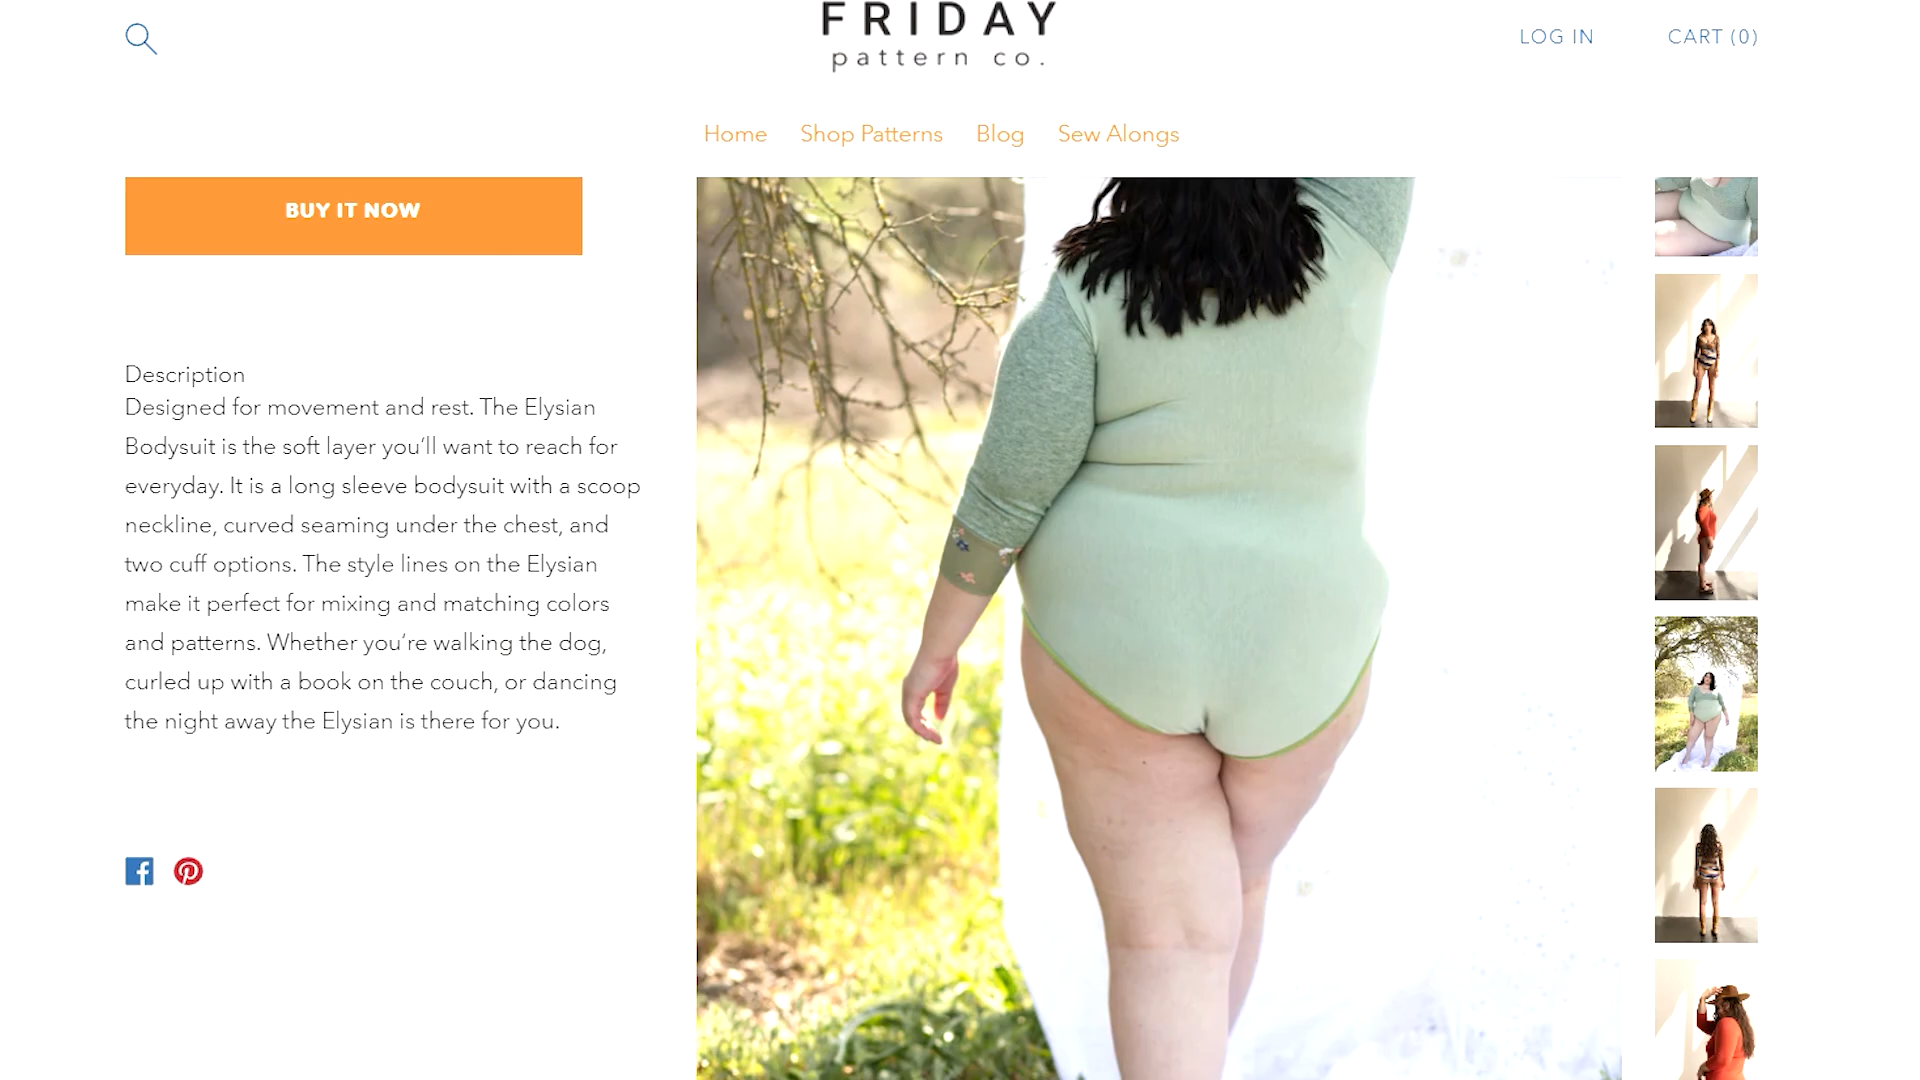 FRIDAY
pattern co.
LOG IN
CART (0)
Home
Shop Patterns
Blog
Sew Alongs
BUY IT NOW
Description
Designed for movement and rest. The Elysian
Bodysuit is the soft layer you’ll want to reach for
everyday. It is a long sleeve bodysuit with a scoop
neckline, curved seaming under the chest, and
two cuff options. The style lines on the Elysian
make it perfect for mixing and matching colors
and patterns. Whether you’re walking the dog,
curled up with a book on the couch, or dancing
the night away the Elysian is there for you.